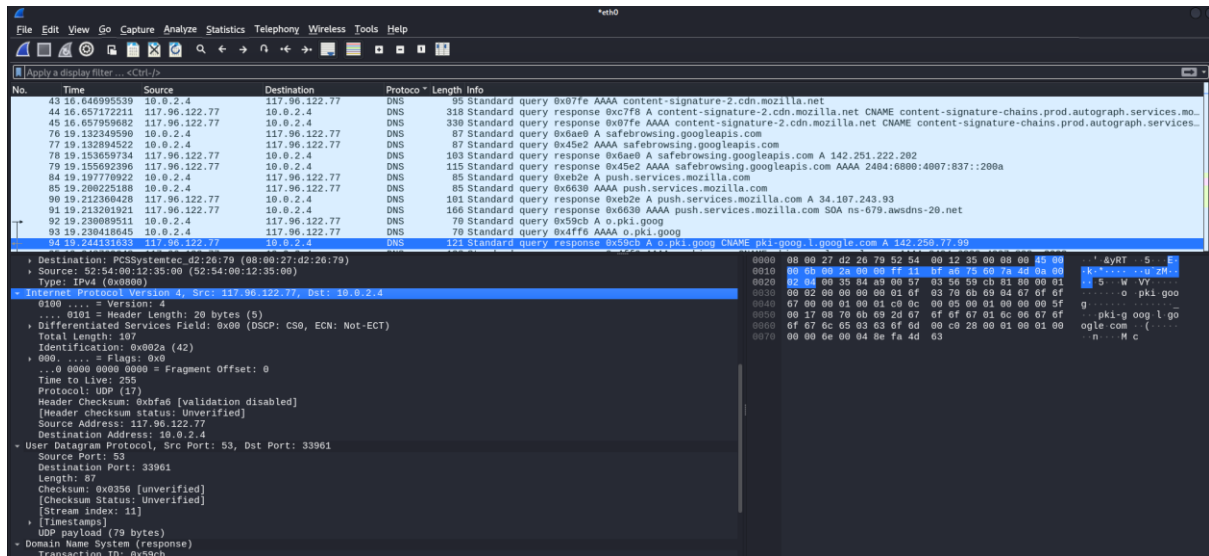 *eth0
File Edit View Go Capture Analyze Statistics Telephony Wireless Tools Help
Apply a display filter ... <Ctrl-/>
No. Time Source Destination Protoco Length Info
43 16.646995539 10.0.2.4 117.96.122.77 DNS 95 Standard query 0x07fe AAAA content-signature-2.cdn.mozilla.net
44 16.657172211 117.96.122.77 10.0.2.4 DNS 318 Standard query response 0xc7f8 A content-signature-2.cdn.mozilla.net CNAME content-signature-chains.prod.autograph.services.mo…
45 16.657959682 117.96.122.77 10.0.2.4 DNS 330 Standard query response 0x07fe AAAA content-signature-2.cdn.mozilla.net CNAME content-signature-chains.prod.autograph.services…
76 19.132349590 10.0.2.4 117.96.122.77 DNS 87 Standard query 0x6ae0 A safebrowsing.googleapis.com
77 19.132894522 10.0.2.4 117.96.122.77 DNS 87 Standard query 0x45e2 AAAA safebrowsing.googleapis.com
78 19.153659734 117.96.122.77 10.0.2.4 DNS 103 Standard query response 0x6ae0 A safebrowsing.googleapis.com A 142.251.222.202
79 19.155692396 117.96.122.77 10.0.2.4 DNS 115 Standard query response 0x45e2 AAAA safebrowsing.googleapis.com AAAA 2404:6800:4007:837::200a
84 19.197770922 10.0.2.4 117.96.122.77 DNS 85 Standard query 0xeb2e A push.services.mozilla.com
85 19.200225188 10.0.2.4 117.96.122.77 DNS 85 Standard query 0x6630 AAAA push.services.mozilla.com
90 19.212360428 117.96.122.77 10.0.2.4 DNS 101 Standard query response 0xeb2e A push.services.mozilla.com A 34.107.243.93
91 19.213201921 117.96.122.77 10.0.2.4 DNS 166 Standard query response 0x6630 AAAA push.services.mozilla.com SOA ns-679.awsdns-20.net
92 19.230089511 10.0.2.4 117.96.122.77 DNS 70 Standard query 0x59cb A o.pki.goog
93 19.230418645 10.0.2.4 117.96.122.77 DNS 70 Standard query 0x4ff6 AAAA o.pki.goog
94 19.244131633 117.96.122.77 10.0.2.4 DNS 121 Standard query response 0x59cb A o.pki.goog CNAME pki-goog.l.google.com A 142.250.77.99
Destination: PCSSystemtec_d2:26:79 (08:00:27:d2:26:79)
Source: 52:54:00:12:35:00 (52:54:00:12:35:00)
Type: IPv4 (0x0800)
Internet Protocol Version 4, Src: 117.96.122.77, Dst: 10.0.2.4
0100 .... = Version: 4
.... 0101 = Header Length: 20 bytes (5)
Differentiated Services Field: 0x00 (DSCP: CS0, ECN: Not-ECT)
Total Length: 107
Identification: 0x002a (42)
000. .... = Flags: 0x0
...0 0000 0000 0000 = Fragment Offset: 0
Time to Live: 255
Protocol: UDP (17)
Header Checksum: 0xbfa6 [validation disabled]
[Header checksum status: Unverified]
Source Address: 117.96.122.77
Destination Address: 10.0.2.4
User Datagram Protocol, Src Port: 53, Dst Port: 33961
Source Port: 53
Destination Port: 33961
Length: 87
Checksum: 0x0356 [unverified]
[Checksum Status: Unverified]
[Stream index: 11]
[Timestamps]
UDP payload (79 bytes)
Domain Name System (response)
Transaction ID: 0x59cb
0000 08 00 27 d2 26 79 52 54 00 12 35 00 08 00 45 00 ··'·&yRT ··5···E·
0010 00 6b 00 2a 00 00 ff 11 bf a6 75 60 7a 4d 0a 00 ·k·*···· ··u`zM··
0020 02 04 00 35 84 a9 00 57 03 56 59 cb 81 80 00 01 ···5···W ·VY·····
0030 00 02 00 00 00 00 01 6f 03 70 6b 69 04 67 6f 6f ·······o ·pki·goo
0040 67 00 00 01 00 01 c0 0c 00 05 00 01 00 00 00 5f g······· ·······_
0050 00 17 08 70 6b 69 2d 67 6f 6f 67 01 6c 06 67 6f ···pki-g oog·l·go
0060 6f 67 6c 65 03 63 6f 6d 00 c0 28 00 01 00 01 00 ogle·com ··(·····
0070 00 00 6e 00 04 8e fa 4d 63 ··n····M c